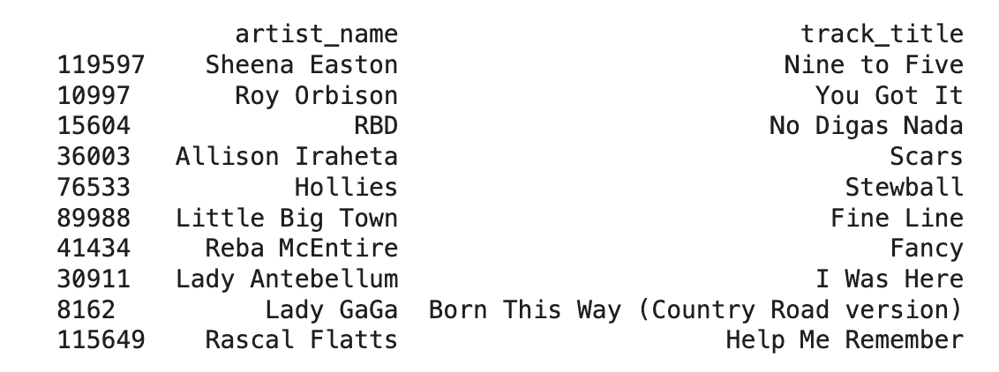 artist_name track_title
119597 Sheena Easton Nine to Five
10997 Roy Orbison You Got It
15604 RBD No Digas Nada
36003 Allison Iraheta Scars
76533 Hollies Stewball
89988 Little Big Town Fine Line
41434 Reba McEntire Fancy
30911 Lady Antebellum I Was Here
8162 Lady GaGa Born This Way (Country Road version)
115649 Rascal Flatts Help Me Remember